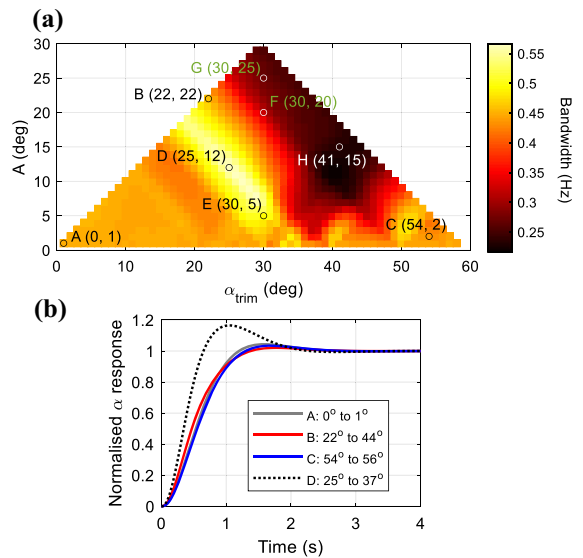 (a)
30
25
20
15
10
5
0
A (deg)
G (30, 25)
B (22, 22)
F (30, 20)
D (25, 12)
H (41, 15)
E (30, 5)
C (54, 2)
A (0, 1)
0 10 20 30 40 50 60
αtrim (deg)
0.55
0.5
0.45
0.4
0.35
0.3
0.25
Bandwidth (Hz)
(b)
1.2
1
0.8
0.6
0.4
0.2
0
Normalised α response
A: 0° to 1°
B: 22° to 44°
C: 54° to 56°
D: 25° to 37°
0 1 2 3 4
Time (s)